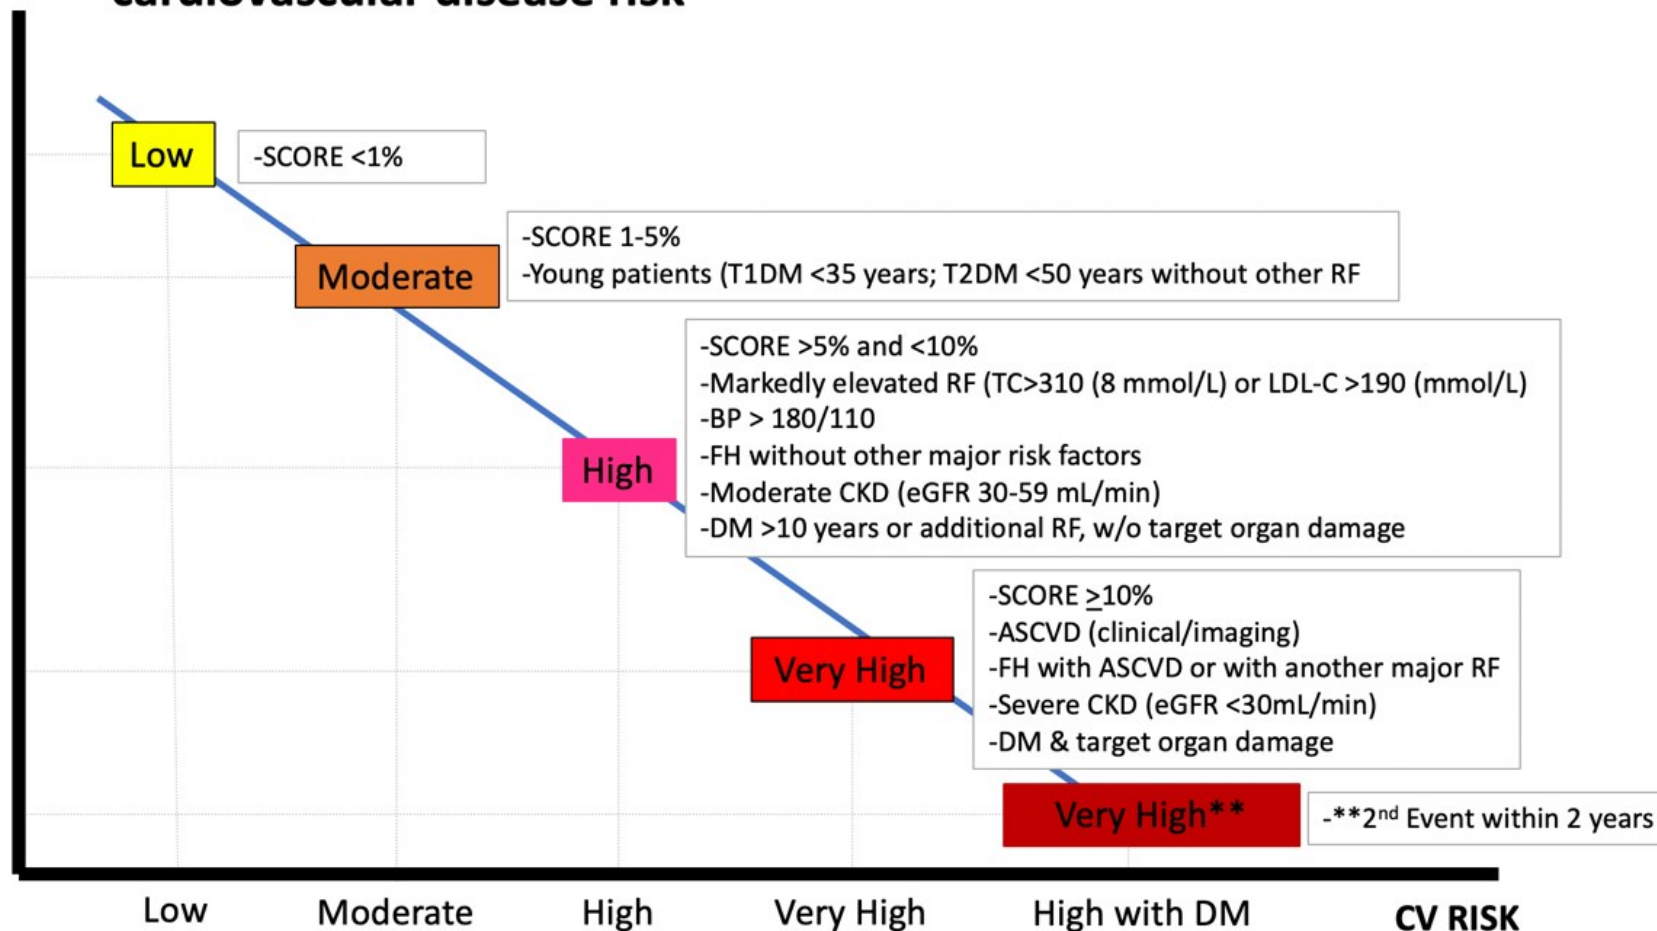 cardiovascular disease risk
Low
-SCORE <1%
Moderate
-SCORE 1-5%
-Young patients (T1DM <35 years; T2DM <50 years without other RF
High
-SCORE >5% and <10%
-Markedly elevated RF (TC>310 (8 mmol/L) or LDL-C >190 (mmol/L)
-BP > 180/110
-FH without other major risk factors
-Moderate CKD (eGFR 30-59 mL/min)
-DM >10 years or additional RF, w/o target organ damage
Very High
-SCORE ≥10%
-ASCVD (clinical/imaging)
-FH with ASCVD or with another major RF
-Severe CKD (eGFR <30mL/min)
-DM & target organ damage
Very High**
-**2nd Event within 2 years
Low Moderate High Very High High with DM CV RISK